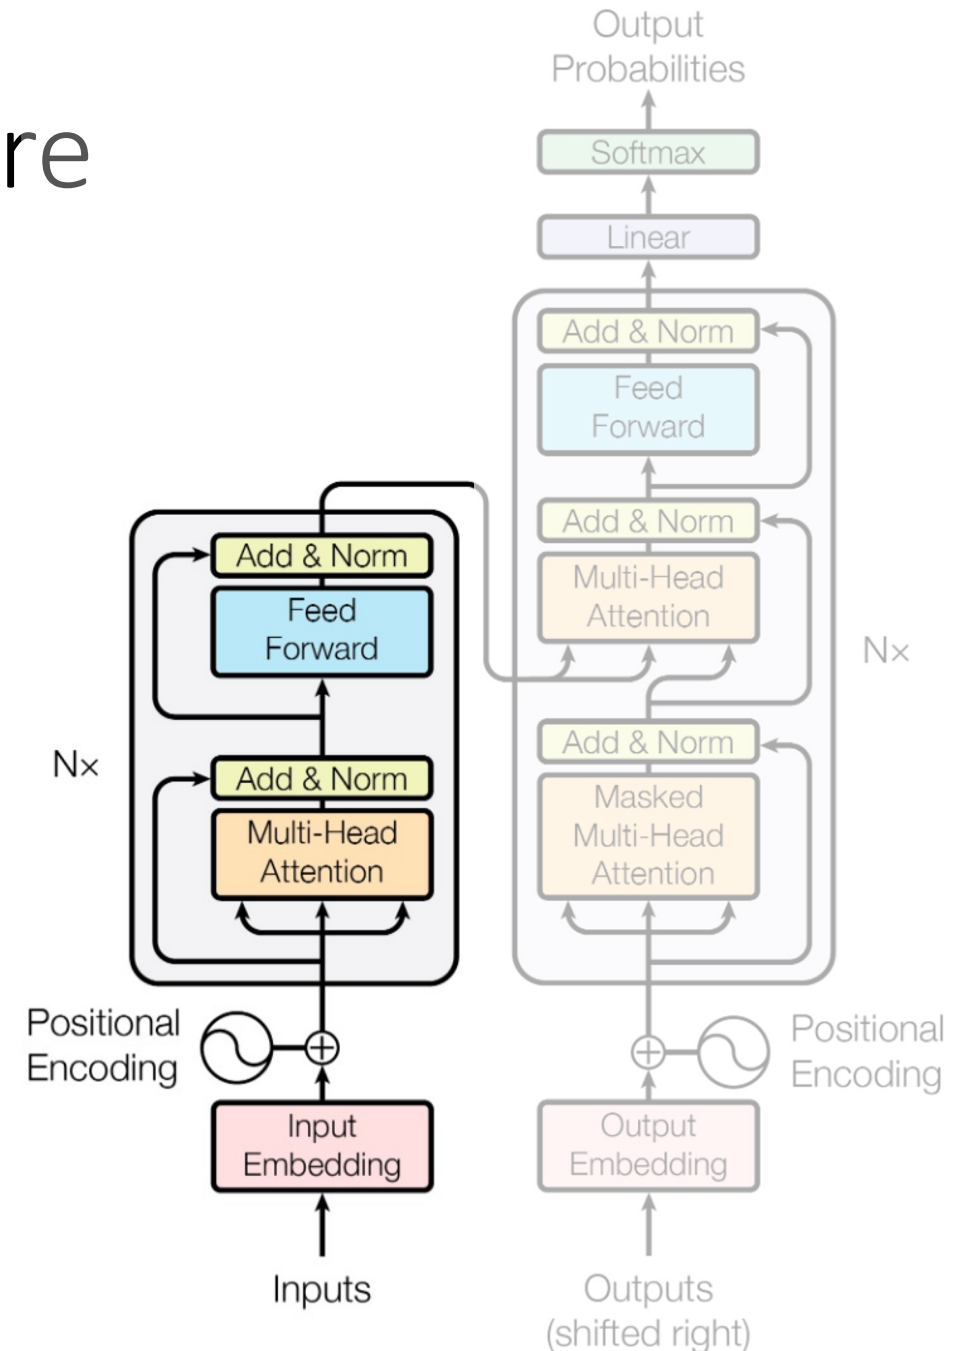 re
Output
Probabilities
Softmax
Linear
Add & Norm
Feed
Forward
Add & Norm
Multi-Head
Attention
N×
Add & Norm
Masked
Multi-Head
Attention
Positional
Encoding
Output
Embedding
Outputs
(shifted right)
Add & Norm
Feed
Forward
N×
Add & Norm
Multi-Head
Attention
Positional
Encoding
Input
Embedding
Inputs